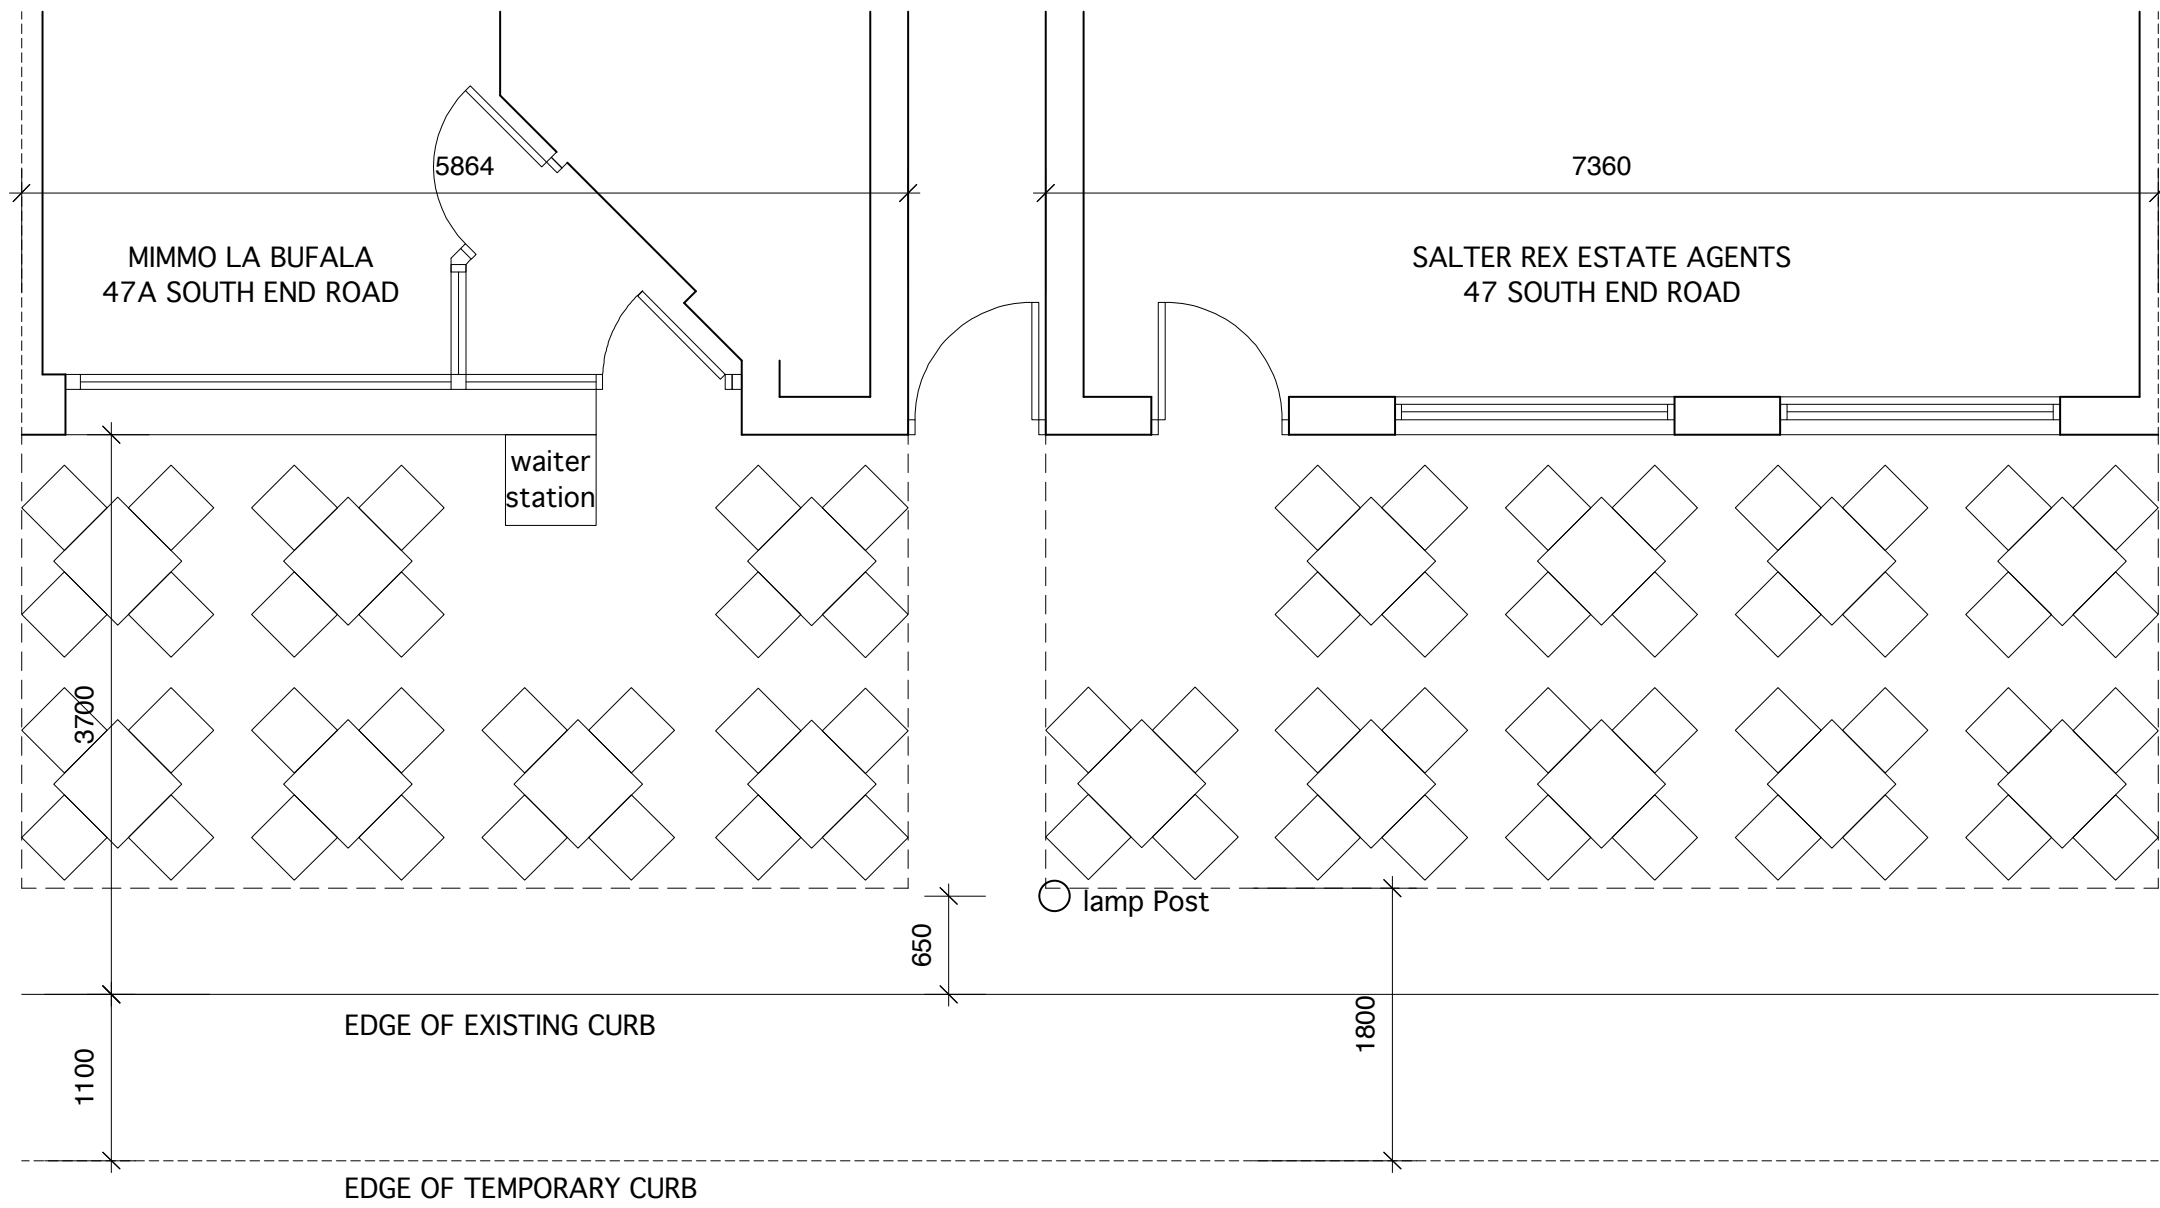 5864
7360
MIMMO LA BUFALA
47A SOUTH END ROAD
SALTER REX ESTATE AGENTS
47 SOUTH END ROAD
waiter
station
3700
lamp Post
650
1800
EDGE OF EXISTING CURB
1100
EDGE OF TEMPORARY CURB